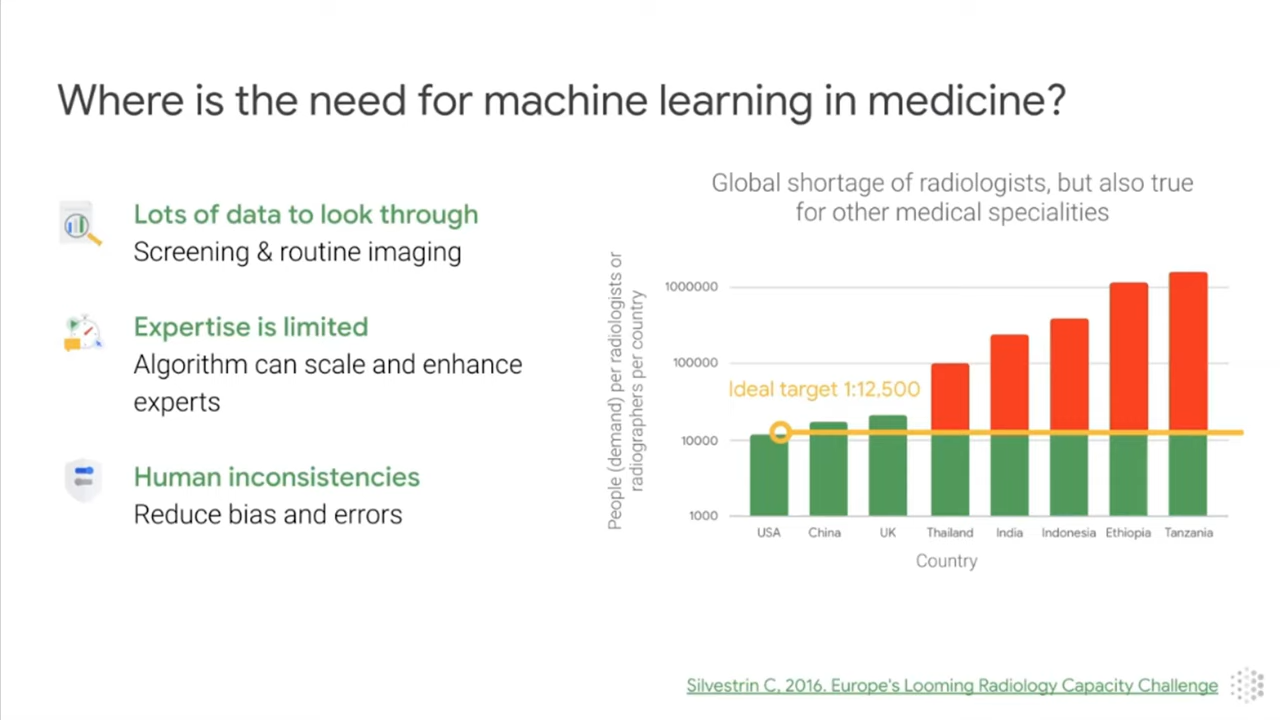 Where is the need for machine learning in medicine?
Lots of data to look through
Screening & routine imaging
Expertise is limited
Algorithm can scale and enhance
experts
Human inconsistencies
Reduce bias and errors
Global shortage of radiologists, but also true
for other medical specialities
People (demand) per radiologists or
radiographers per country
1000000
100000
10000
1000
Ideal target 1:12,500
USA China UK Thailand India Indonesia Ethiopia Tanzania
Country
Silvestrin C, 2016. Europe's Looming Radiology Capacity Challenge